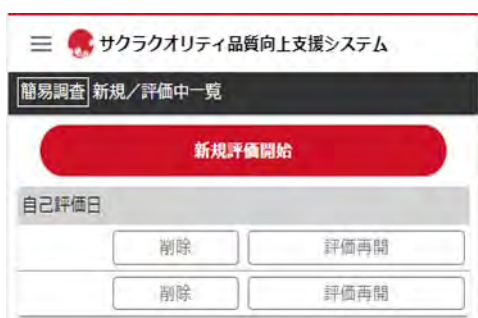 サクラクオリティ品質向上支援システム
簡易調査 新規／評価中一覧
新規評価開始
自己評価日
削除 評価再開
削除 評価再開